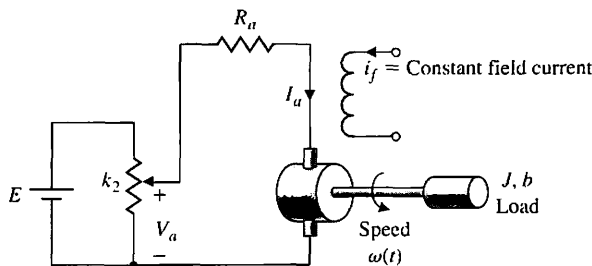 R_a
i_f = Constant field current
I_a
k_2
+
E
V_a
−
J, b
Load
Speed
ω(t)